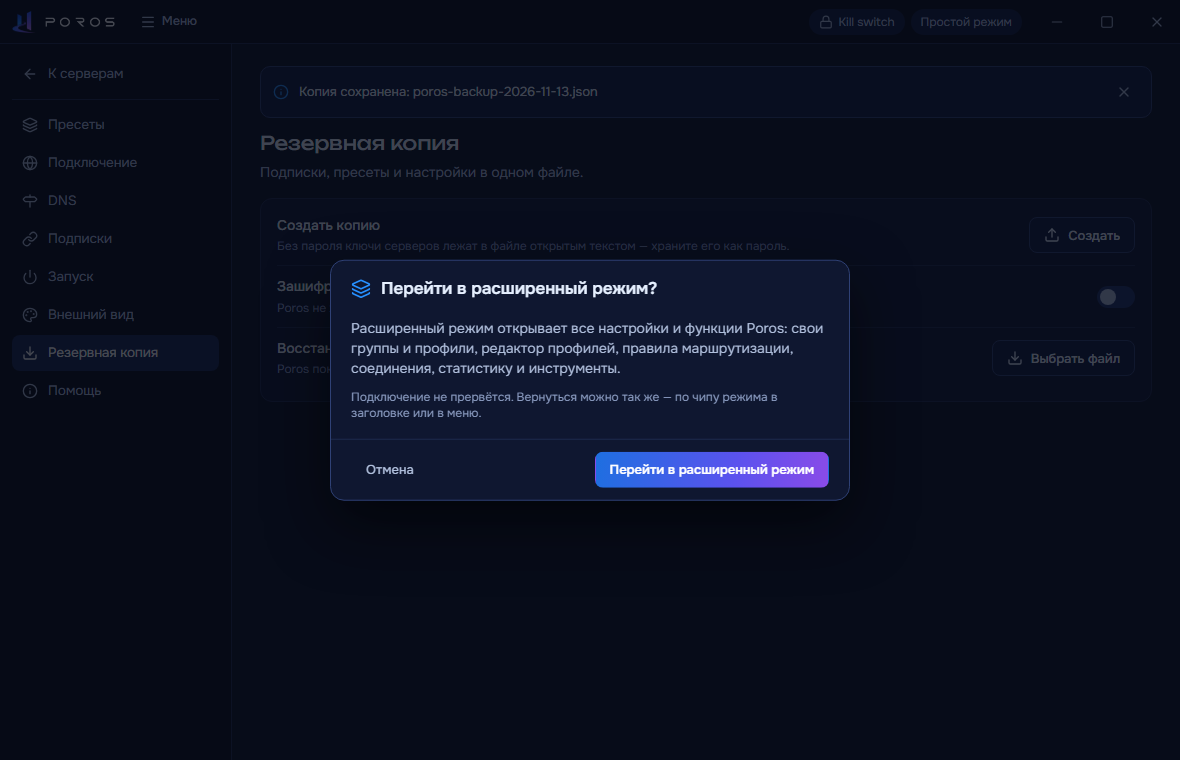 POROS
Меню
Kill switch
Простой режим
К серверам
Пресеты
Подключение
DNS
Подписки
Запуск
Внешний вид
Резервная копия
Помощь
Копия сохранена: poros-backup-2026-11-13.json
Резервная копия
Подписки, пресеты и настройки в одном файле.
Создать копию
Без пароля ключи серверов лежат в файле открытым текстом — храните его как пароль.
Создать
Зашифр
Poros не
Восстан
Poros пок
Выбрать файл
Перейти в расширенный режим?
Расширенный режим открывает все настройки и функции Poros: свои
группы и профили, редактор профилей, правила маршрутизации,
соединения, статистику и инструменты.
Подключение не прервётся. Вернуться можно так же — по чипу режима в
заголовке или в меню.
Отмена
Перейти в расширенный режим